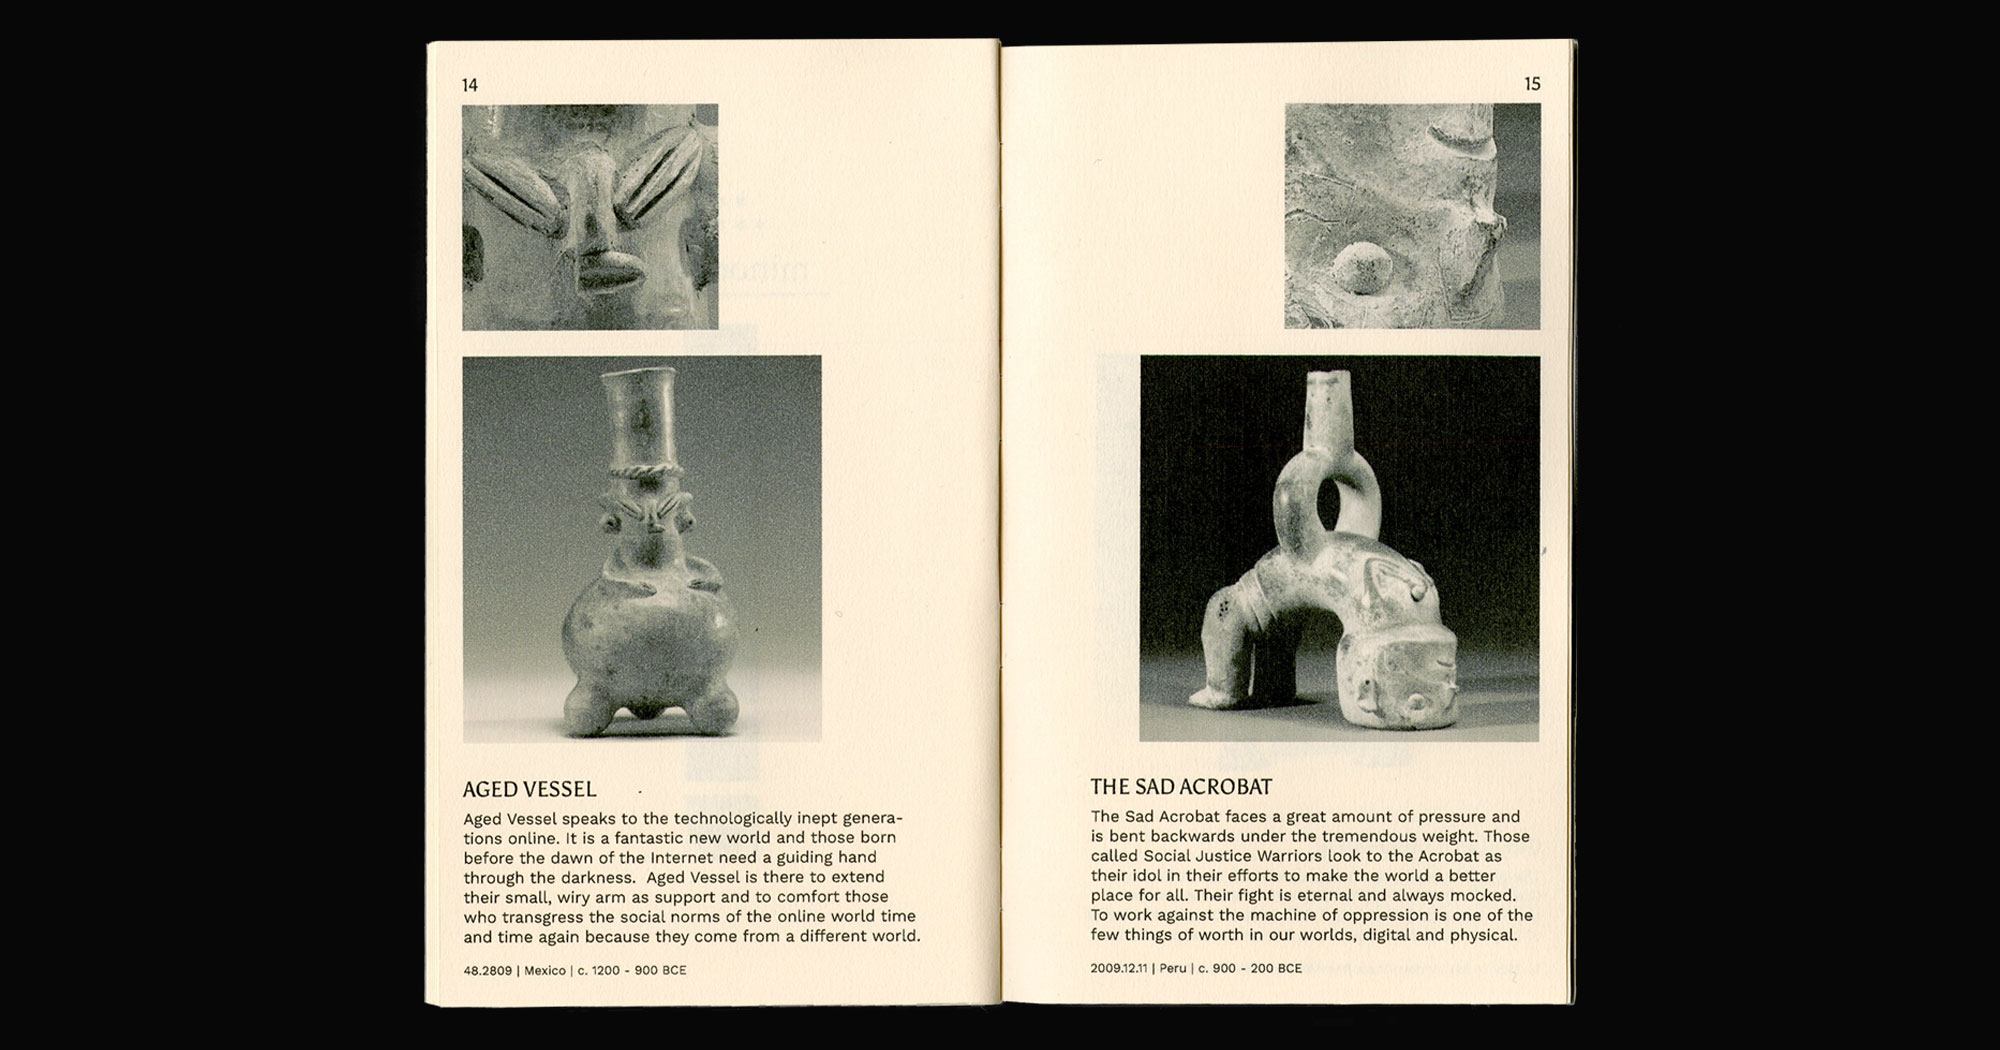 14
AGED VESSEL
Aged Vessel speaks to the technologically inept genera-
tions online. It is a fantastic new world and those born
before the dawn of the Internet need a guiding hand
through the darkness.  Aged Vessel is there to extend
their small, wiry arm as support and to comfort those
who transgress the social norms of the online world time
and time again because they come from a different world.
48.2809 | Mexico | c. 1200 - 900 BCE
15
THE SAD ACROBAT
The Sad Acrobat faces a great amount of pressure and
is bent backwards under the tremendous weight. Those
called Social Justice Warriors look to the Acrobat as
their idol in their efforts to make the world a better
place for all. Their fight is eternal and always mocked.
To work against the machine of oppression is one of the
few things of worth in our worlds, digital and physical.
2009.12.11 | Peru | c. 900 - 200 BCE